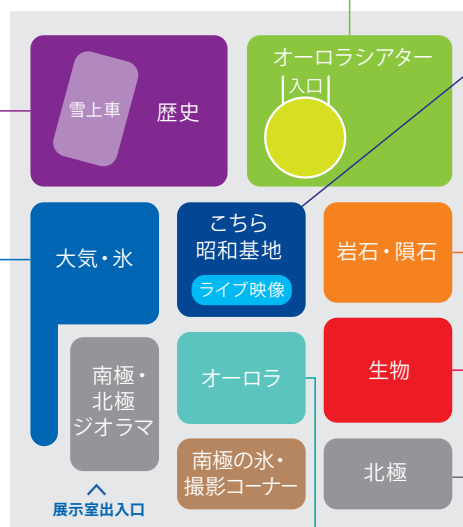 オーロラシアター
入口
雪上車
歴史
こちら
昭和基地
ライブ映像
大気・氷
岩石・隕石
南極・
北極
ジオラマ
オーロラ
生物
南極の氷・
撮影コーナー
北極
展示室出入口